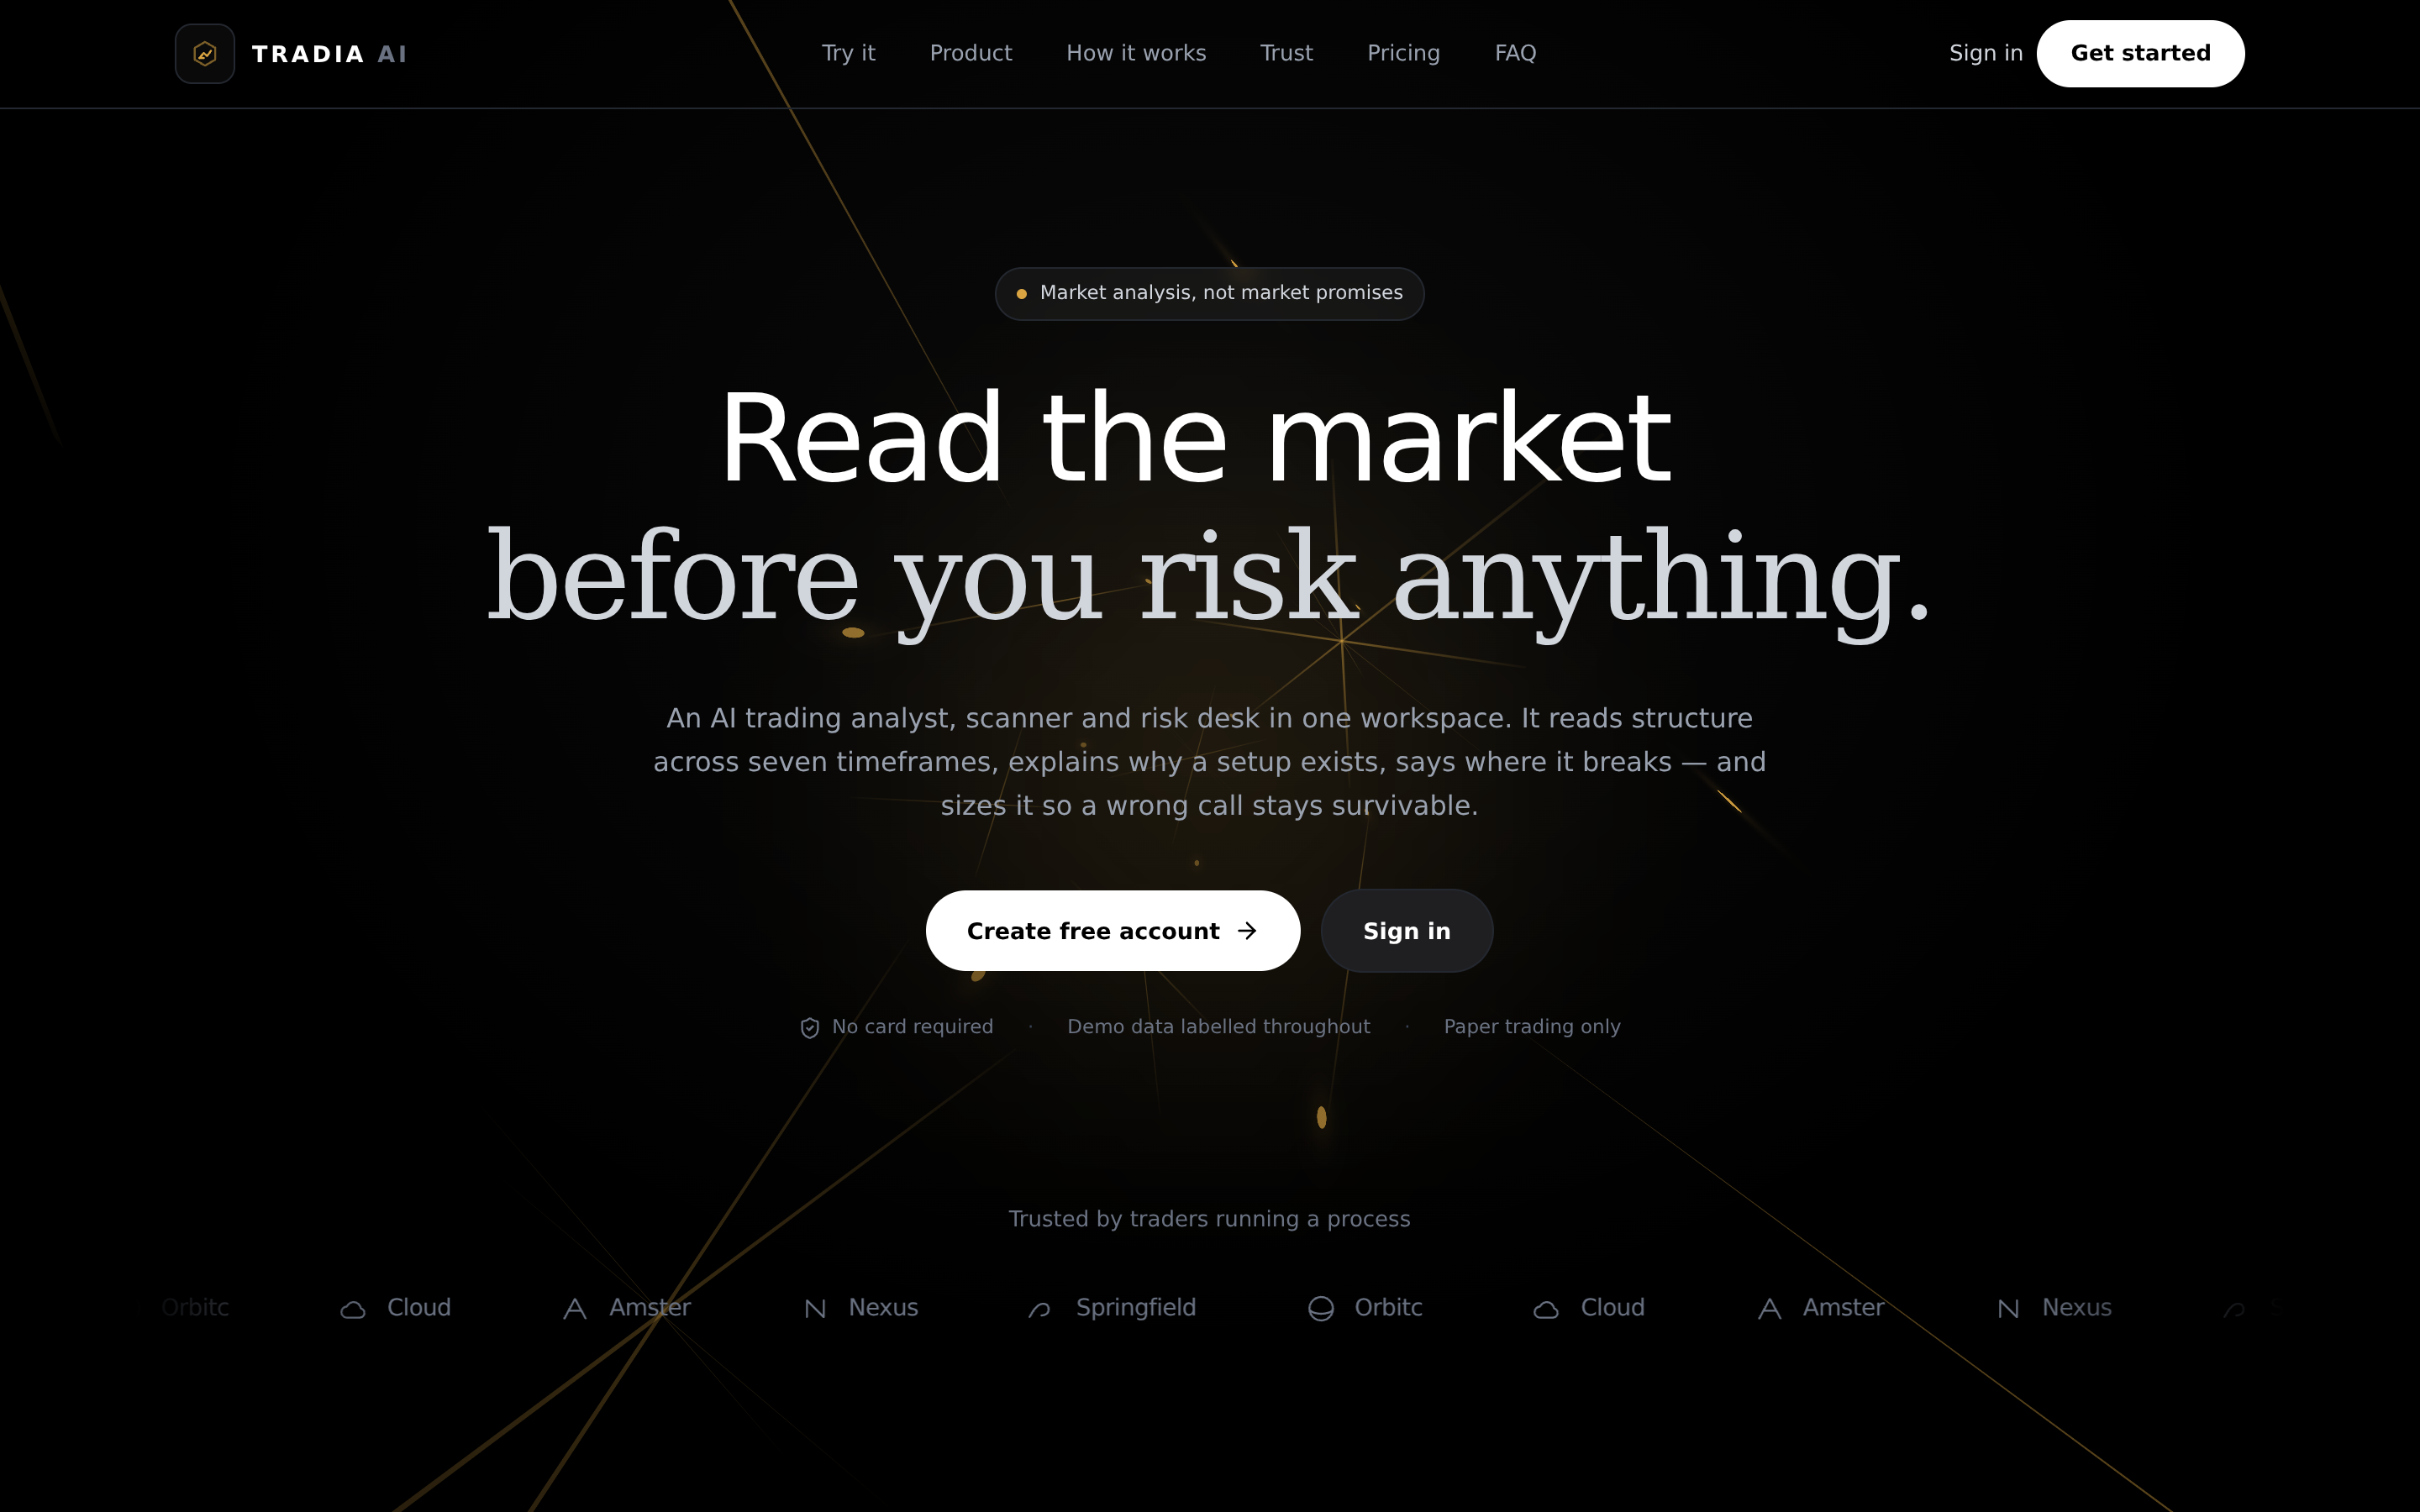 TRADIA AI
Try it
Product
How it works
Trust
Pricing
FAQ
Sign in
Get started
Market analysis, not market promises
Read the market
before you risk anything.
An AI trading analyst, scanner and risk desk in one workspace. It reads structure
across seven timeframes, explains why a setup exists, says where it breaks — and
sizes it so a wrong call stays survivable.
Create free account
Sign in
No card required · Demo data labelled throughout · Paper trading only
Trusted by traders running a process
Orbitc
Cloud
Amster
Nexus
Springfield
Orbitc
Cloud
Amster
Nexus